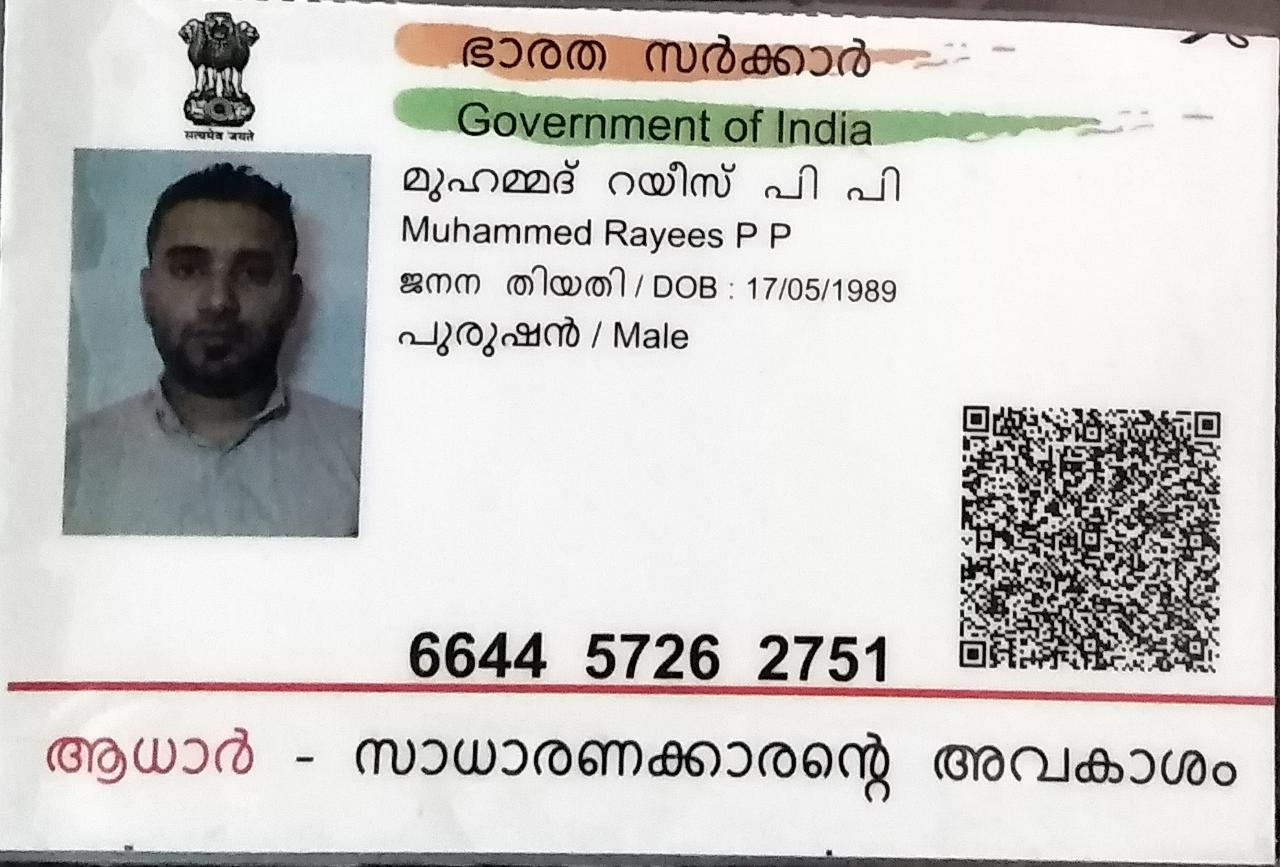 ഭാരത സർക്കാർ
Government of India
सत्यमेव जयते
മുഹമ്മദ് റയീസ് പി പി
Muhammed Rayees P P
ജനന തിയതി / DOB : 17/05/1989
പുരുഷൻ / Male
6644 5726 2751
ആധാർ - സാധാരണക്കാരന്റെ അവകാശം